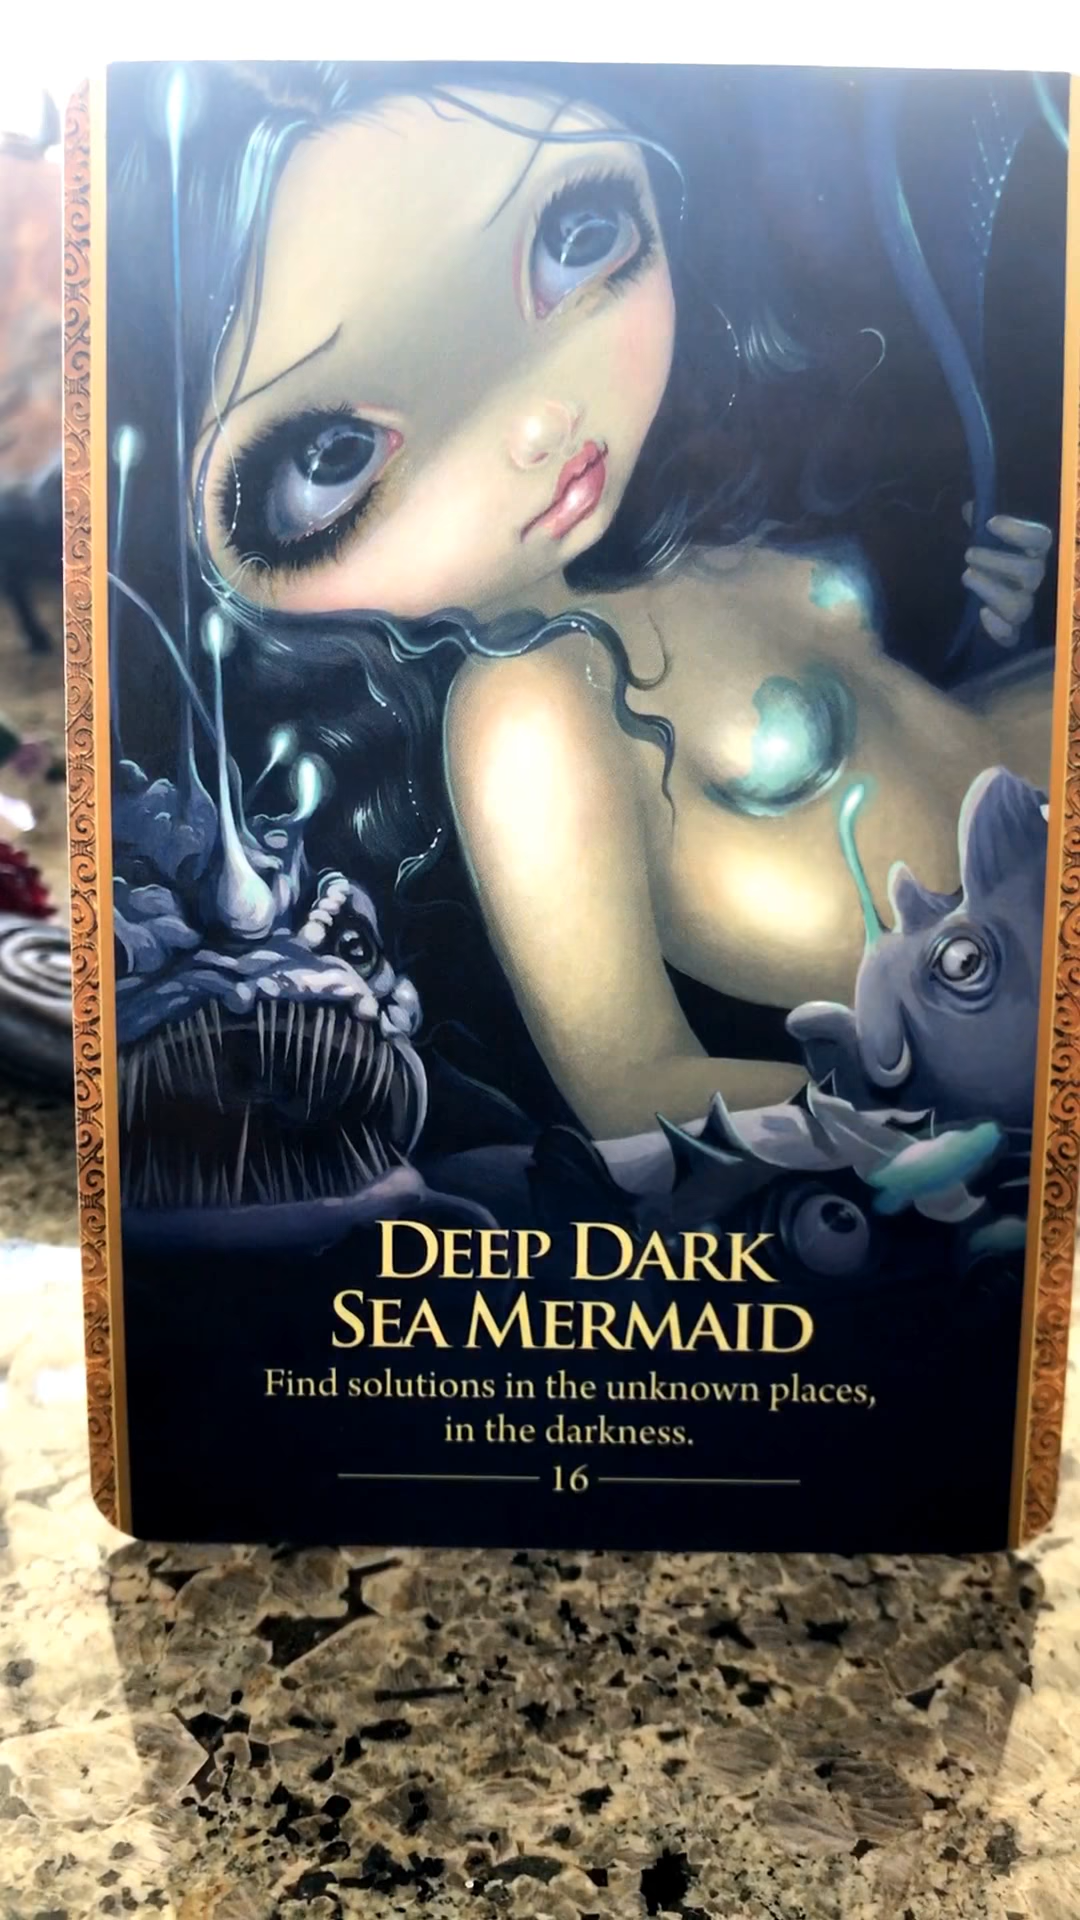 Deep Dark
Sea Mermaid
Find solutions in the unknown places,
in the darkness.
16